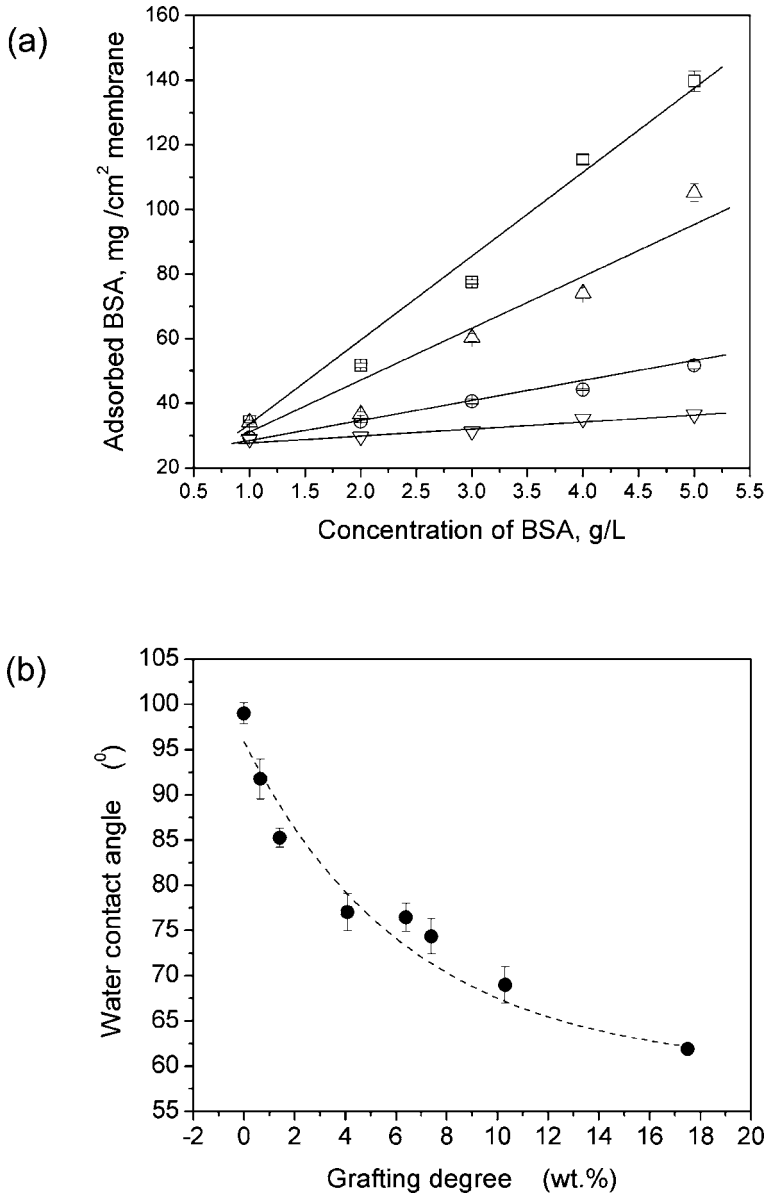 (a)
160
140
120
100
80
60
40
20
0.5 1.0 1.5 2.0 2.5 3.0 3.5 4.0 4.5 5.0 5.5
Adsorbed BSA, mg /cm² membrane
Concentration of BSA, g/L
(b)
105
100
95
90
85
80
75
70
65
60
55
-2 0 2 4 6 8 10 12 14 16 18 20
Water contact angle (⁰)
Grafting degree (wt.%)